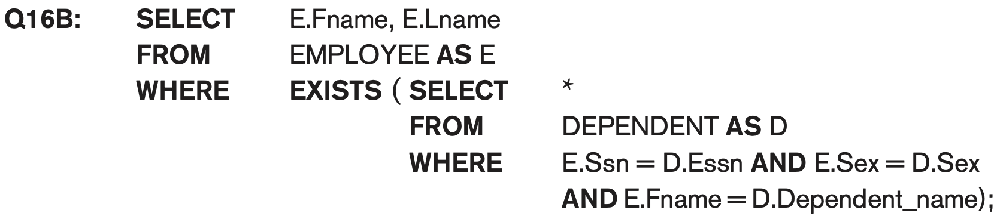 Q16B: SELECT E.Fname, E.Lname
FROM EMPLOYEE AS E
WHERE EXISTS ( SELECT *
FROM DEPENDENT AS D
WHERE E.Ssn = D.Essn AND E.Sex = D.Sex
AND E.Fname = D.Dependent_name);